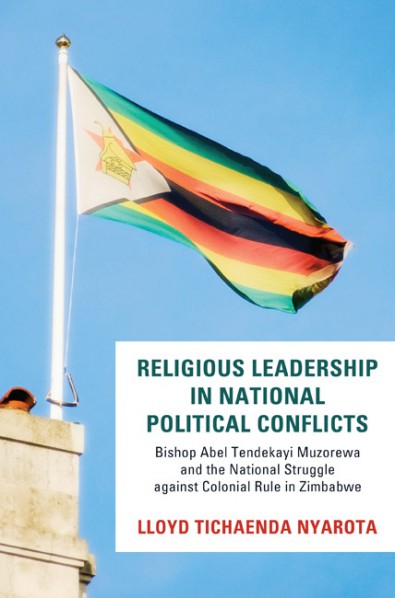 RELIGIOUS LEADERSHIP
IN NATIONAL
POLITICAL CONFLICTS
Bishop Abel Tendekayi Muzorewa
and the National Struggle
against Colonial Rule in Zimbabwe
LLOYD TICHAENDA NYAROTA